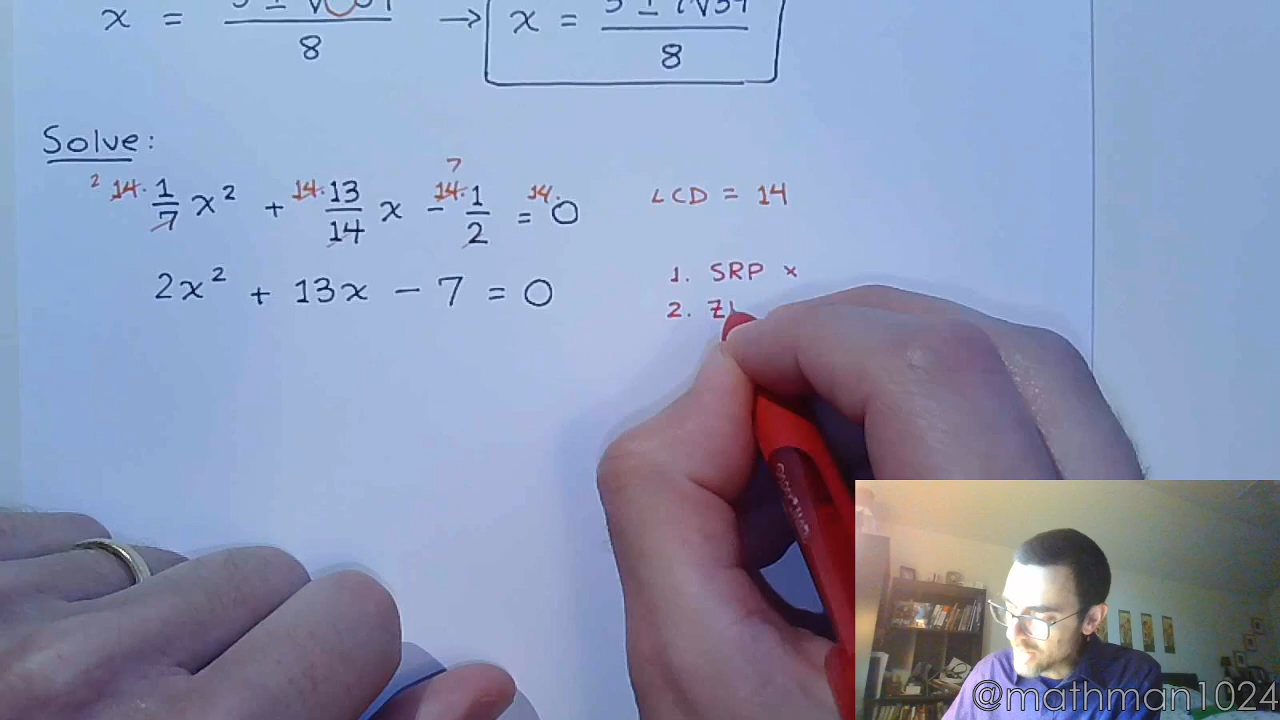 x = 8 → x = 8
Solve:
2 14· 1/7 x² + 14· 13/14 x - 7 14· 1/2 = 14· 0
LCD = 14
2x² + 13x - 7 = 0
1. SRP ×
2. Z
@mathman1024